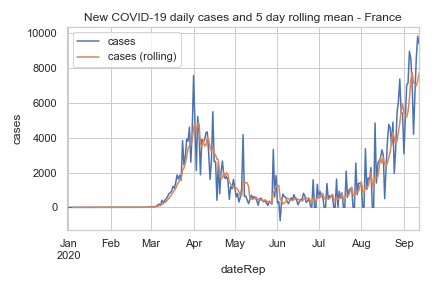 New COVID-19 daily cases and 5 day rolling mean - France
cases
cases (rolling)
10000
8000
6000
4000
2000
0
cases
Jan Feb Mar Apr May Jun Jul Aug Sep
2020
dateRep